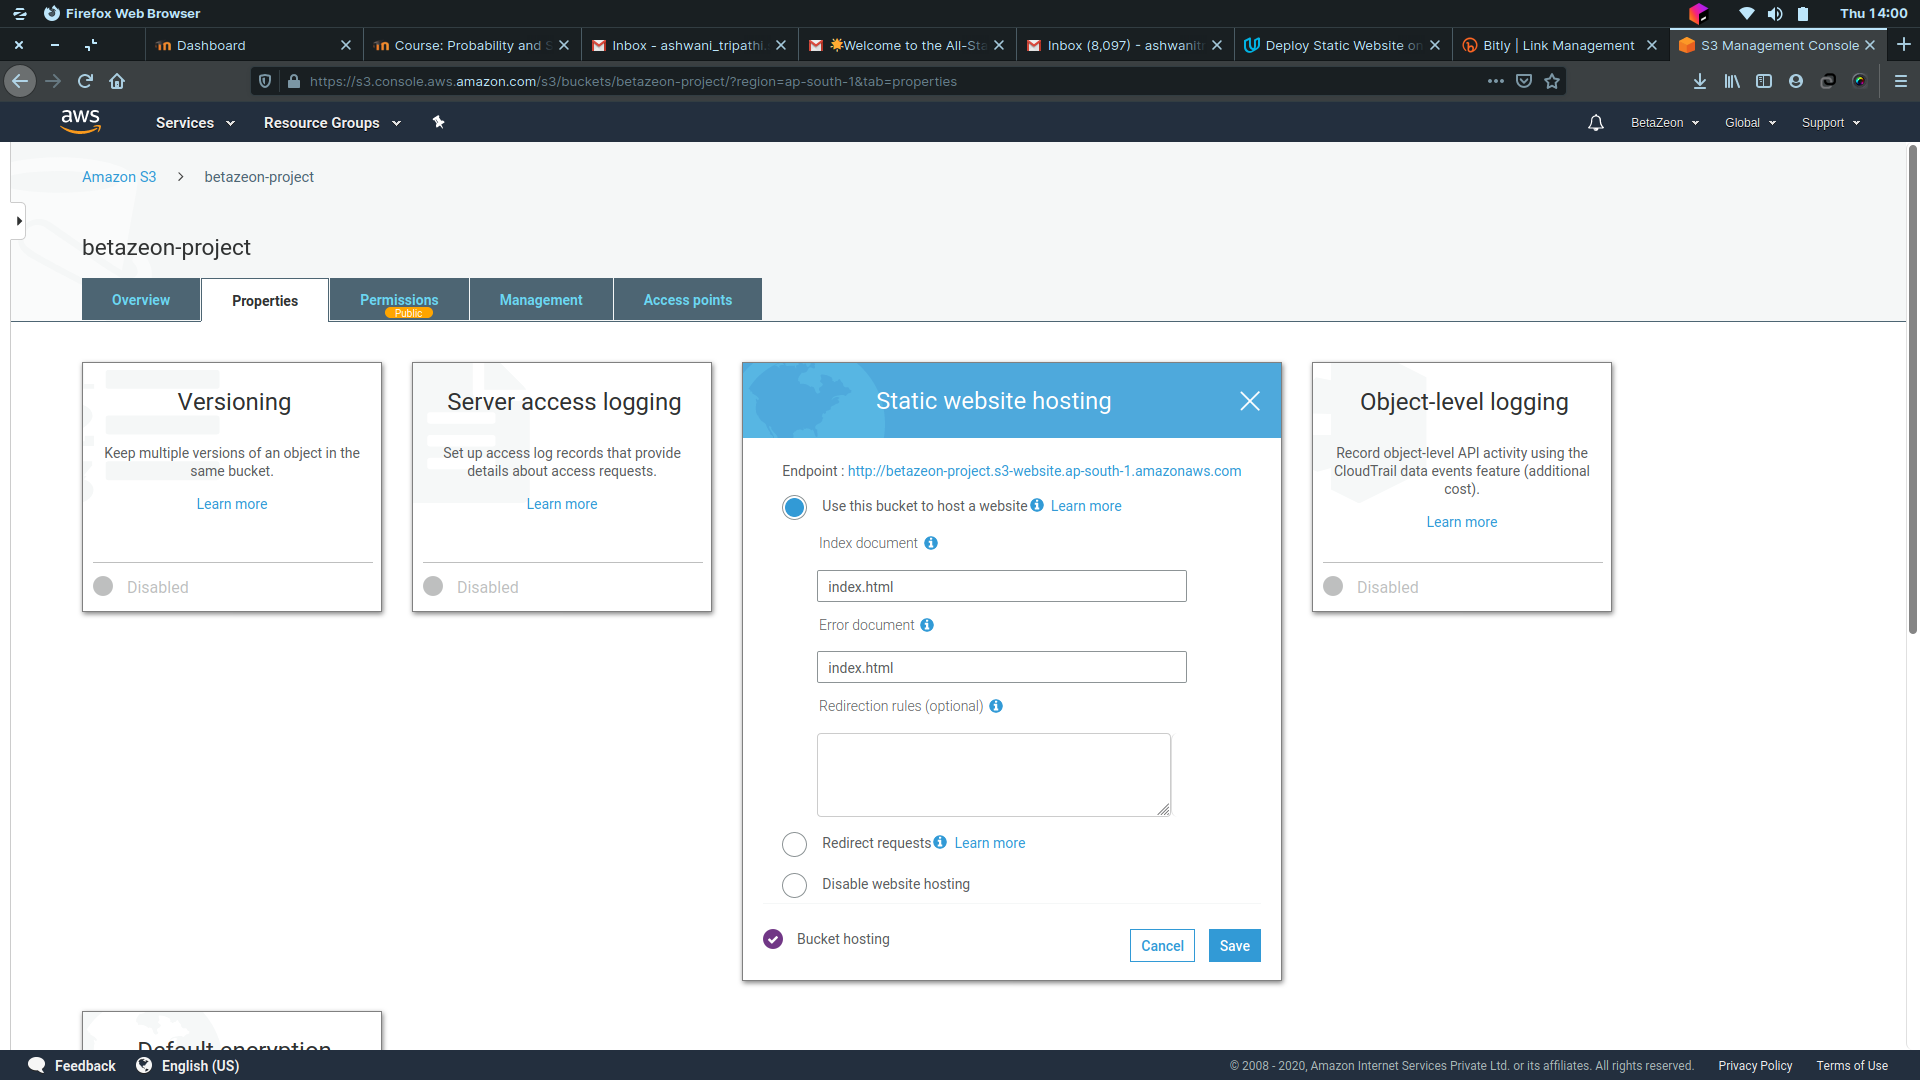 Firefox Web Browser
Thu 14:00
Dashboard
Course: Probability and S
Inbox - ashwani_tripathi.
Welcome to the All-Sta
Inbox (8,097) - ashwanitr
Deploy Static Website on
Bitly | Link Management
S3 Management Console
https://s3.console.aws.amazon.com/s3/buckets/betazeon-project/?region=ap-south-1&tab=properties
aws
Services
Resource Groups
BetaZeon
Global
Support
Amazon S3
betazeon-project
betazeon-project
Overview
Properties
Permissions
Public
Management
Access points
Versioning
Keep multiple versions of an object in the
same bucket.
Learn more
Disabled
Server access logging
Set up access log records that provide
details about access requests.
Learn more
Disabled
Static website hosting
Endpoint : http://betazeon-project.s3-website.ap-south-1.amazonaws.com
Use this bucket to host a website Learn more
Index document
index.html
Error document
index.html
Redirection rules (optional)
Redirect requests Learn more
Disable website hosting
Bucket hosting
Cancel
Save
Object-level logging
Record object-level API activity using the
CloudTrail data events feature (additional
cost).
Learn more
Disabled
Default encryption
Feedback
English (US)
© 2008 - 2020, Amazon Internet Services Private Ltd. or its affiliates. All rights reserved.
Privacy Policy
Terms of Use